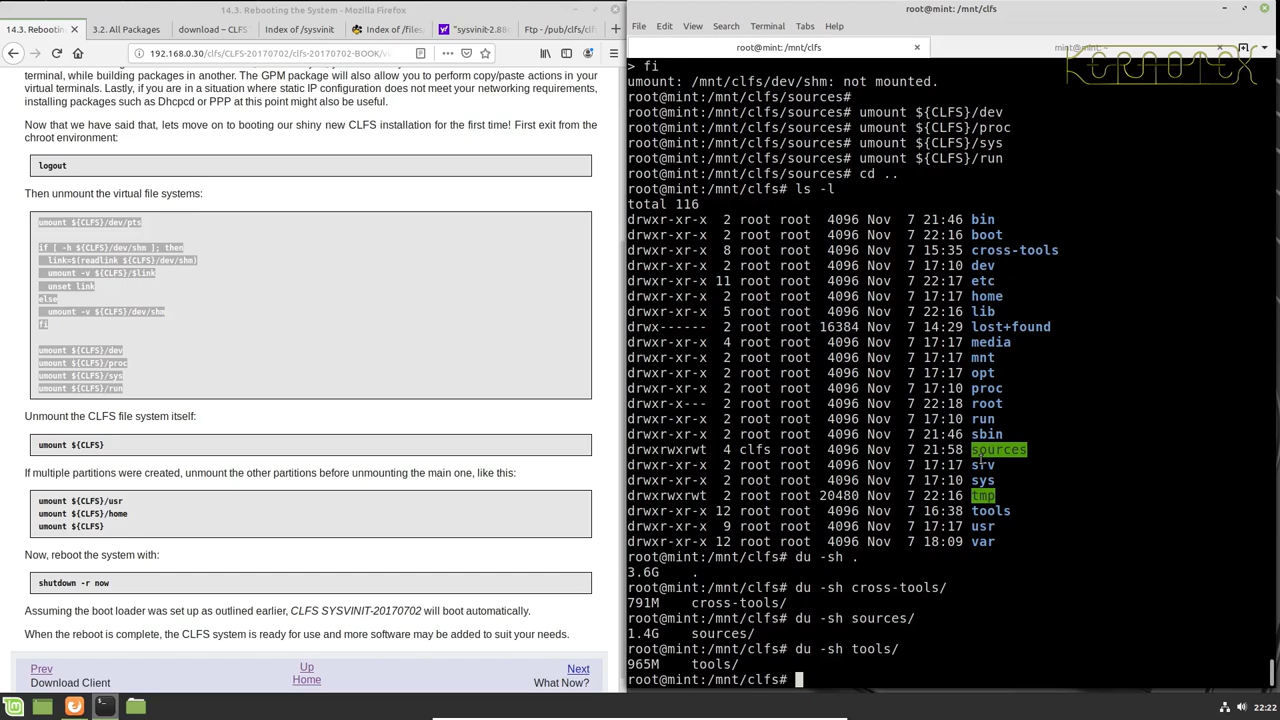 14.3. Rebooting the System - Mozilla Firefox
14.3. Rebootin
3.2. All Packages
download – CLFS
Index of /sysvinit
Index of /files
"sysvinit-2.88
Ftp - /pub/clfs/
192.168.0.30/clfs/CLFS-20170702/clfs-20170702-BOOK/
terminal, while building packages in another. The GPM package will also allow you to perform copy/paste actions in your
virtual terminals. Lastly, if you are in a situation where static IP configuration does not meet your networking requirements,
installing packages such as Dhcpcd or PPP at this point might also be useful.
Now that we have said that, lets move on to booting our shiny new CLFS installation for the first time! First exit from the
chroot environment:
logout
Then unmount the virtual file systems:
umount ${CLFS}/dev/pts
if [ -h ${CLFS}/dev/shm ]; then
link=$(readlink ${CLFS}/dev/shm)
umount -v ${CLFS}/$link
unset link
else
umount -v ${CLFS}/dev/shm
fi
umount ${CLFS}/dev
umount ${CLFS}/proc
umount ${CLFS}/sys
umount ${CLFS}/run
Unmount the CLFS file system itself:
umount ${CLFS}
If multiple partitions were created, unmount the other partitions before unmounting the main one, like this:
umount ${CLFS}/usr
umount ${CLFS}/home
umount ${CLFS}
Now, reboot the system with:
shutdown -r now
Assuming the boot loader was set up as outlined earlier, CLFS SYSVINIT-20170702 will boot automatically.
When the reboot is complete, the CLFS system is ready for use and more software may be added to suit your needs.
Prev Up Next
Download Client Home What Now?
root@mint: /mnt/clfs
File Edit View Search Terminal Tabs Help
root@mint: /mnt/clfs
root@mint: ~
KERNOTEX
> fi
umount: /mnt/clfs/dev/shm: not mounted.
root@mint:/mnt/clfs/sources#
root@mint:/mnt/clfs/sources# umount ${CLFS}/dev
root@mint:/mnt/clfs/sources# umount ${CLFS}/proc
root@mint:/mnt/clfs/sources# umount ${CLFS}/sys
root@mint:/mnt/clfs/sources# umount ${CLFS}/run
root@mint:/mnt/clfs/sources# cd ..
root@mint:/mnt/clfs# ls -l
total 116
drwxr-xr-x 2 root root 4096 Nov 7 21:46 bin
drwxr-xr-x 2 root root 4096 Nov 7 22:16 boot
drwxr-xr-x 8 root root 4096 Nov 7 15:35 cross-tools
drwxr-xr-x 2 root root 4096 Nov 7 17:10 dev
drwxr-xr-x 11 root root 4096 Nov 7 22:17 etc
drwxr-xr-x 2 root root 4096 Nov 7 17:17 home
drwxr-xr-x 5 root root 4096 Nov 7 22:16 lib
drwx------ 2 root root 16384 Nov 7 14:29 lost+found
drwxr-xr-x 4 root root 4096 Nov 7 17:17 media
drwxr-xr-x 2 root root 4096 Nov 7 17:17 mnt
drwxr-xr-x 2 root root 4096 Nov 7 17:17 opt
drwxr-xr-x 2 root root 4096 Nov 7 17:10 proc
drwxr-x--- 2 root root 4096 Nov 7 22:18 root
drwxr-xr-x 2 root root 4096 Nov 7 17:10 run
drwxr-xr-x 2 root root 4096 Nov 7 21:46 sbin
drwxrwxrwt 4 clfs root 4096 Nov 7 21:58 sources
drwxr-xr-x 2 root root 4096 Nov 7 17:17 srv
drwxr-xr-x 2 root root 4096 Nov 7 17:10 sys
drwxrwxrwt 2 root root 20480 Nov 7 22:16 tmp
drwxr-xr-x 12 root root 4096 Nov 7 16:38 tools
drwxr-xr-x 9 root root 4096 Nov 7 17:17 usr
drwxr-xr-x 12 root root 4096 Nov 7 18:09 var
root@mint:/mnt/clfs# du -sh .
3.6G .
root@mint:/mnt/clfs# du -sh cross-tools/
791M cross-tools/
root@mint:/mnt/clfs# du -sh sources/
1.4G sources/
root@mint:/mnt/clfs# du -sh tools/
965M tools/
root@mint:/mnt/clfs#
22:22